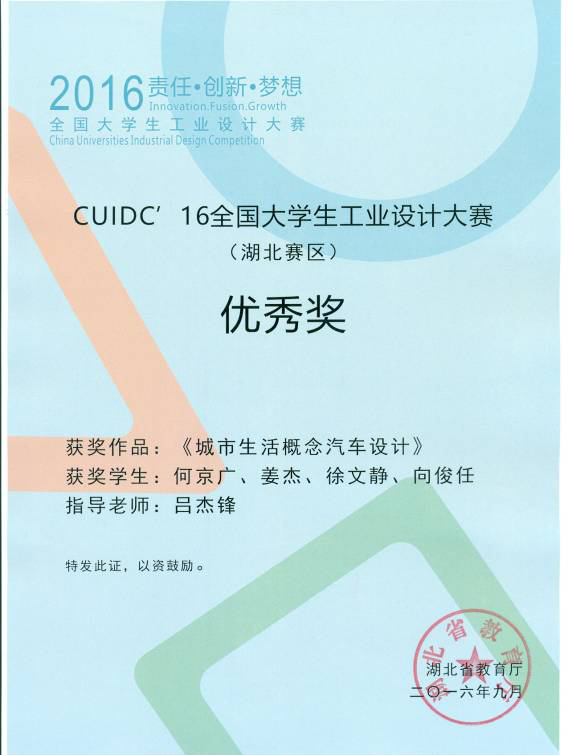 2016责任•创新•梦想
Innovation.Fusion.Growth
全国大学生工业设计大赛
China Universities Industrial Design Competition
CUIDC' 16全国大学生工业设计大赛
(湖北赛区)
优秀奖
获奖作品:《城市生活概念汽车设计》
获奖学生:何京广、姜杰、徐文静、向俊任
指导老师:吕杰锋
特发此证,以资鼓励。
湖北省教育厅
湖北省教育厅
二〇一六年九月